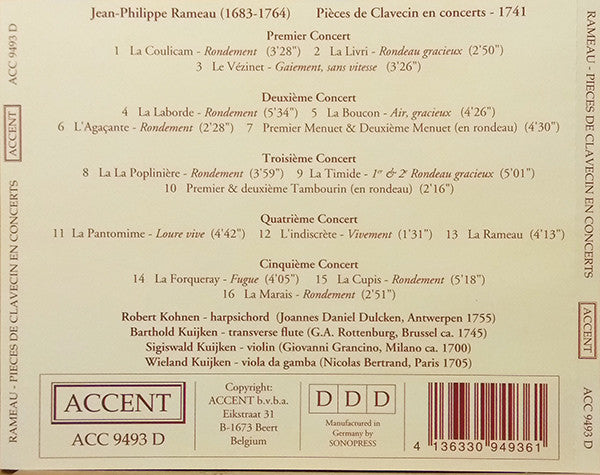 Jean-Philippe Rameau (1683-1764) Pièces de Clavecin en concerts - 1741
Premier Concert
1 La Coulicam - Rondement (3'28") 2 La Livri - Rondeau gracieux (2'50")
3 Le Vézinet - Gaiement, sans vitesse (3'26")
Deuxième Concert
4 La Laborde - Rondement (5'34") 5 La Boucon - Air, gracieux (4'26")
6 L'Agaçante - Rondement (2'28") 7 Premier Menuet & Deuxième Menuet (en rondeau) (4'30")
Troisième Concert
8 La La Poplinière - Rondement (3'59") 9 La Timide - 1er & 2e Rondeau gracieux (5'01")
10 Premier & deuxième Tambourin (en rondeau) (2'16")
Quatrième Concert
11 La Pantomime - Loure vive (4'42") 12 L'indiscrète - Vivement (1'31") 13 La Rameau (4'13")
Cinquième Concert
14 La Forqueray - Fugue (4'05") 15 La Cupis - Rondement (5'18")
16 La Marais - Rondement (2'51")
Robert Kohnen - harpsichord (Joannes Daniel Dulcken, Antwerpen 1755)
Barthold Kuijken - transverse flute (G.A. Rottenburg, Brussel ca. 1745)
Sigiswald Kuijken - violin (Giovanni Grancino, Milano ca. 1700)
Wieland Kuijken - viola da gamba (Nicolas Bertrand, Paris 1705)
ACCENT
ACC 9493 D
Copyright:
ACCENT b.v.b.a.
Eikstraat 31
B-1673 Beert
Belgium
D D D
Manufactured in
Germany by
SONOPRESS
4 136330 949361
RAMEAU - PIECES DE CLAVECIN EN CONCERTS
ACCENT
ACC 9493 D
RAMEAU - PIECES DE CLAVECIN EN CONCERTS
ACCENT
ACC 9493 D